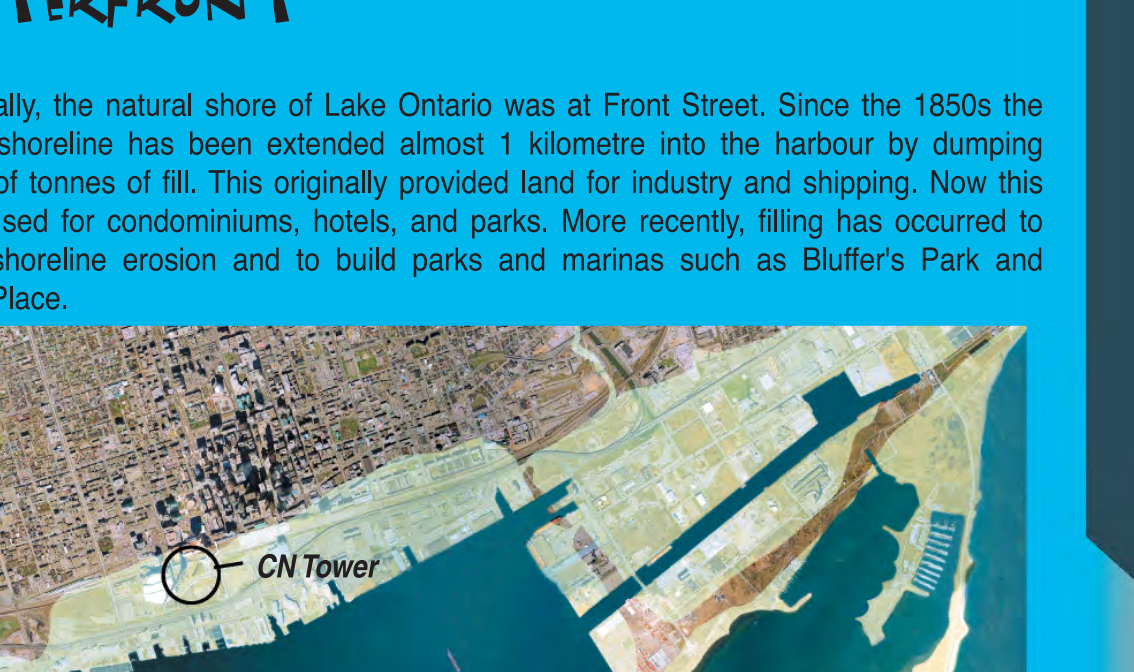 TERFRONT
ally, the natural shore of Lake Ontario was at Front Street. Since the 1850s the
shoreline has been extended almost 1 kilometre into the harbour by dumping
of tonnes of fill. This originally provided land for industry and shipping. Now this
sed for condominiums, hotels, and parks. More recently, filling has occurred to
shoreline erosion and to build parks and marinas such as Bluffer's Park and
Place.
CN Tower